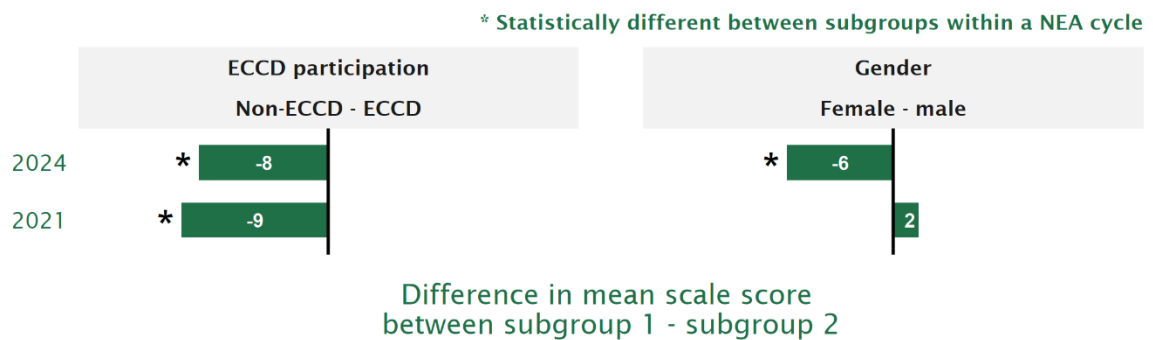 * Statistically different between subgroups within a NEA cycle
ECCD participation
Non-ECCD - ECCD
Gender
Female - male
2024
* -8
* -6
2021
* -9
2
Difference in mean scale score
between subgroup 1 - subgroup 2